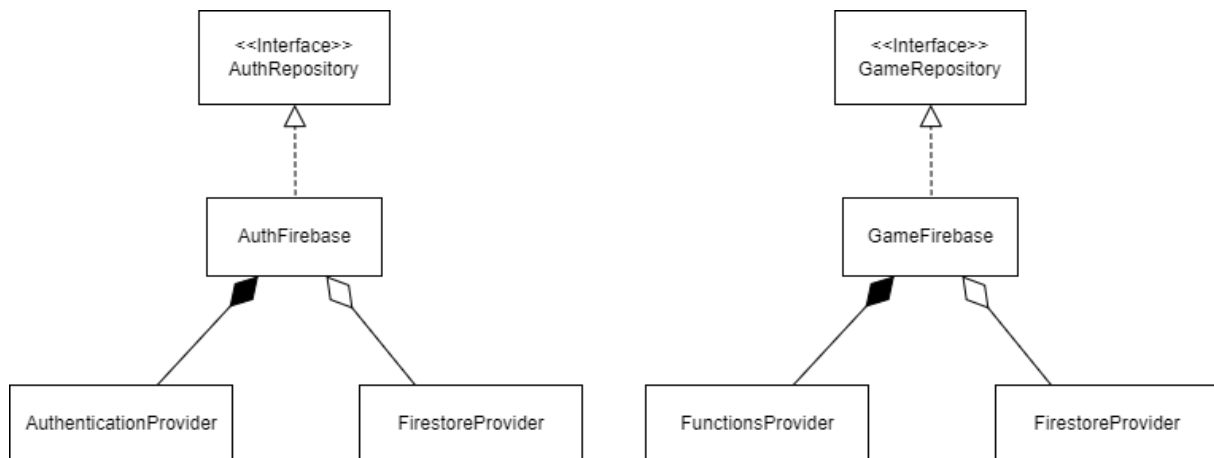 <<Interface>>
AuthRepository
<<Interface>>
GameRepository
AuthFirebase
GameFirebase
AuthenticationProvider
FirestoreProvider
FunctionsProvider
FirestoreProvider